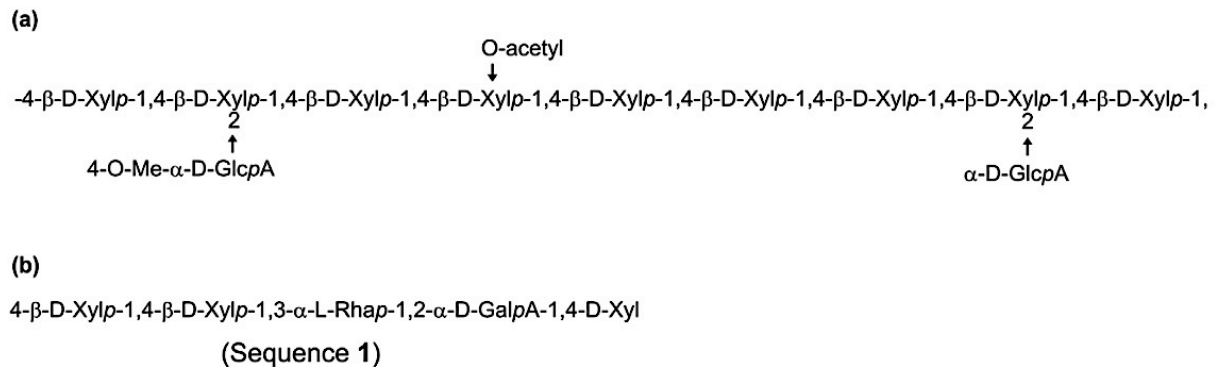 (a)
O-acetyl
↓
-4-β-D-Xylp-1,4-β-D-Xylp-1,4-β-D-Xylp-1,4-β-D-Xylp-1,4-β-D-Xylp-1,4-β-D-Xylp-1,4-β-D-Xylp-1,4-β-D-Xylp-1,4-β-D-Xylp-1,
2 2
↑ ↑
4-O-Me-α-D-GlcpA α-D-GlcpA
(b)
4-β-D-Xylp-1,4-β-D-Xylp-1,3-α-L-Rhap-1,2-α-D-GalpA-1,4-D-Xyl
(Sequence 1)